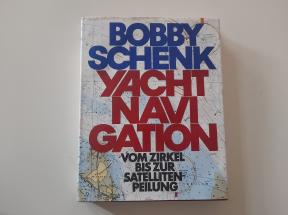 BOBBY
SCHENK
YACHT
NAVI
GATION
VOM ZIRKEL
BIS ZUR
SATELLITEN-
PEILUNG